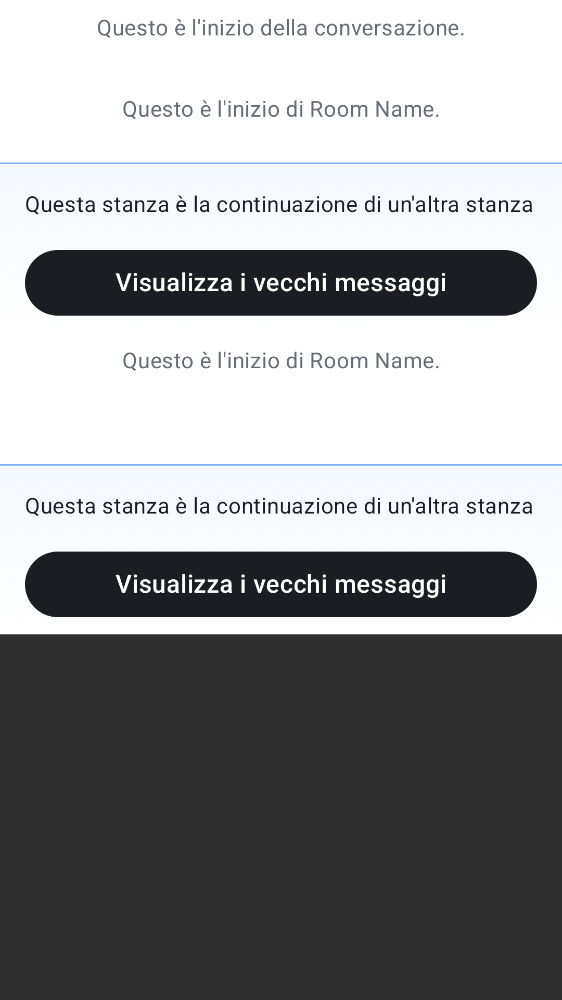 Questo è l'inizio della conversazione.
Questo è l'inizio di Room Name.
Questa stanza è la continuazione di un'altra stanza
Visualizza i vecchi messaggi
Questo è l'inizio di Room Name.
Questa stanza è la continuazione di un'altra stanza
Visualizza i vecchi messaggi